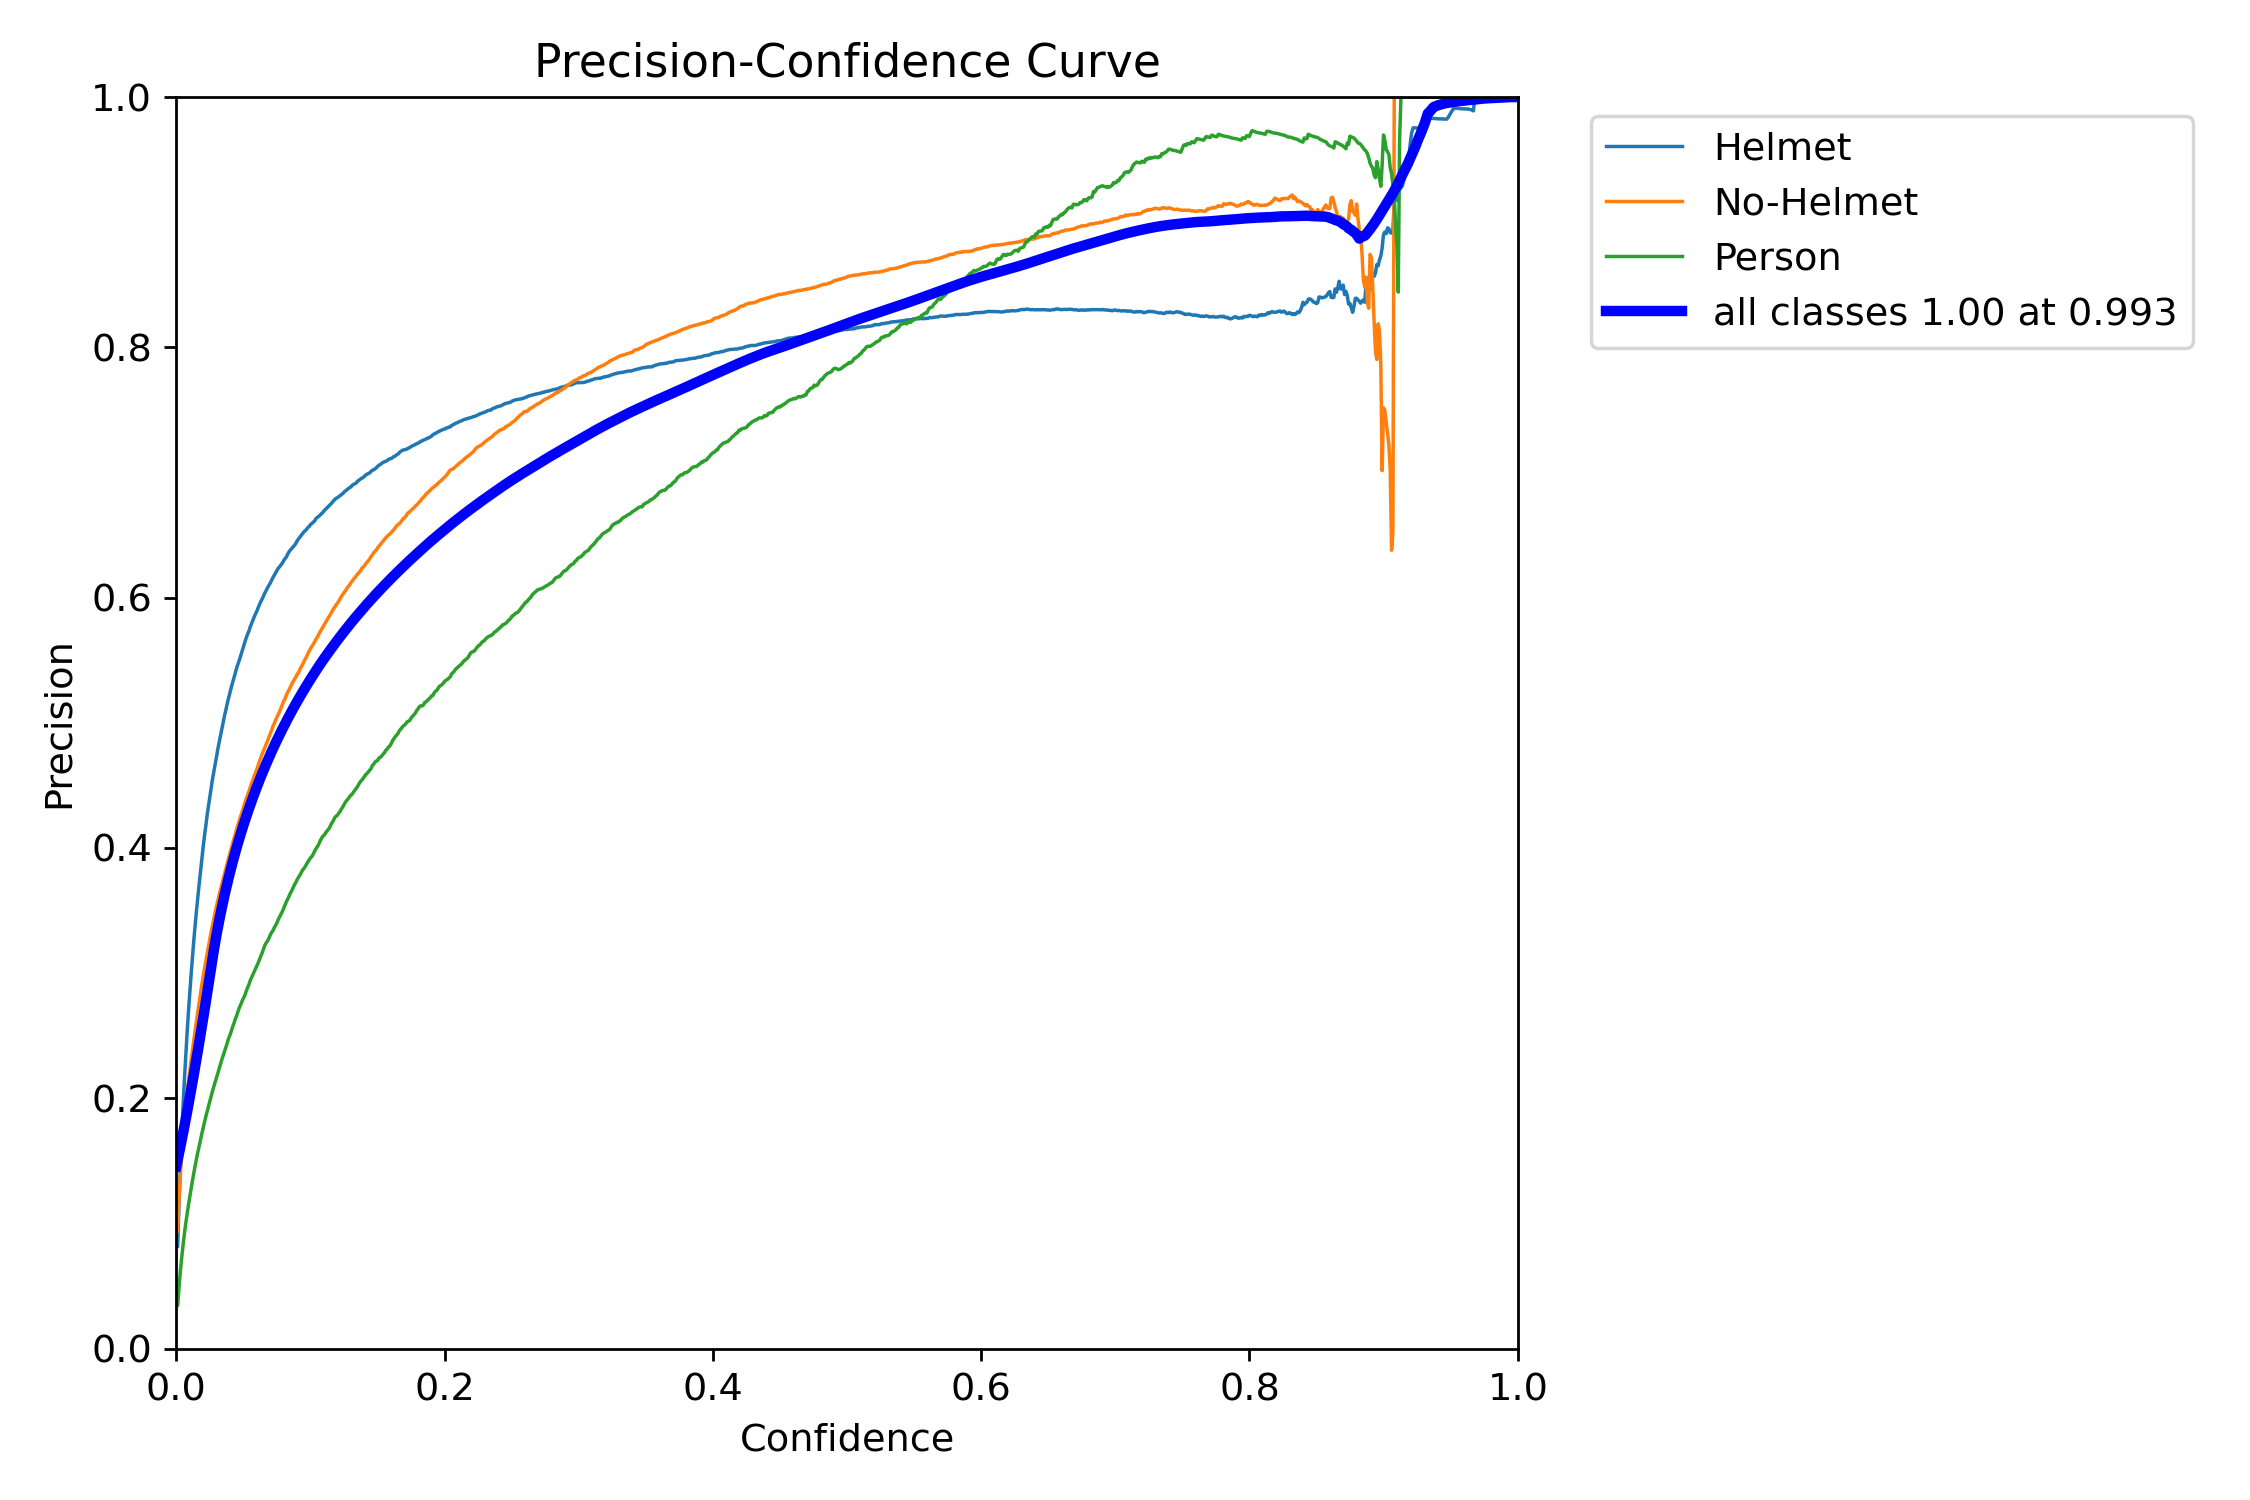 Precision-Confidence Curve
1.0
0.8
0.6
0.4
0.2
0.0
Precision
0.0 0.2 0.4 0.6 0.8 1.0
Confidence
Helmet
No-Helmet
Person
all classes 1.00 at 0.993